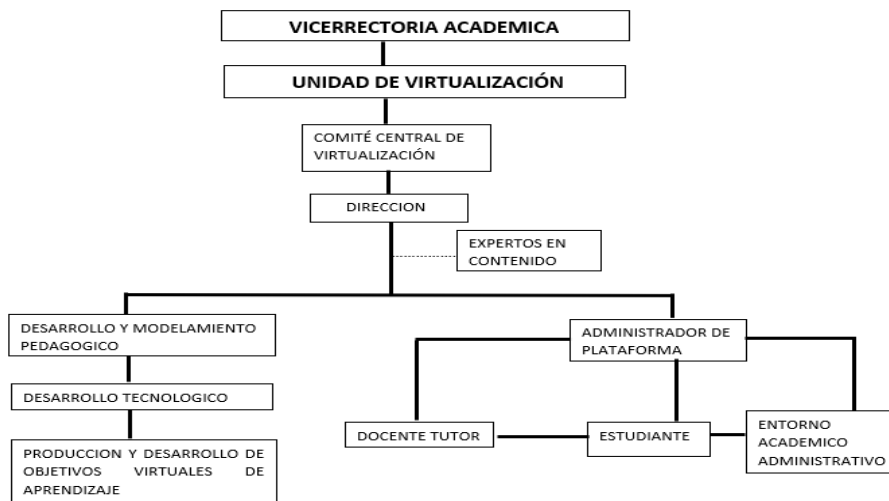 VICERRECTORIA ACADEMICA
UNIDAD DE VIRTUALIZACIÓN
COMITÉ CENTRAL DE
VIRTUALIZACIÓN
DIRECCION
EXPERTOS EN
CONTENIDO
DESARROLLO Y MODELAMIENTO
PEDAGOGICO
DESARROLLO TECNOLOGICO
PRODUCCION Y DESARROLLO DE
OBJETIVOS VIRTUALES DE
APRENDIZAJE
ADMINISTRADOR DE
PLATAFORMA
DOCENTE TUTOR
ESTUDIANTE
ENTORNO
ACADEMICO
ADMINISTRATIVO